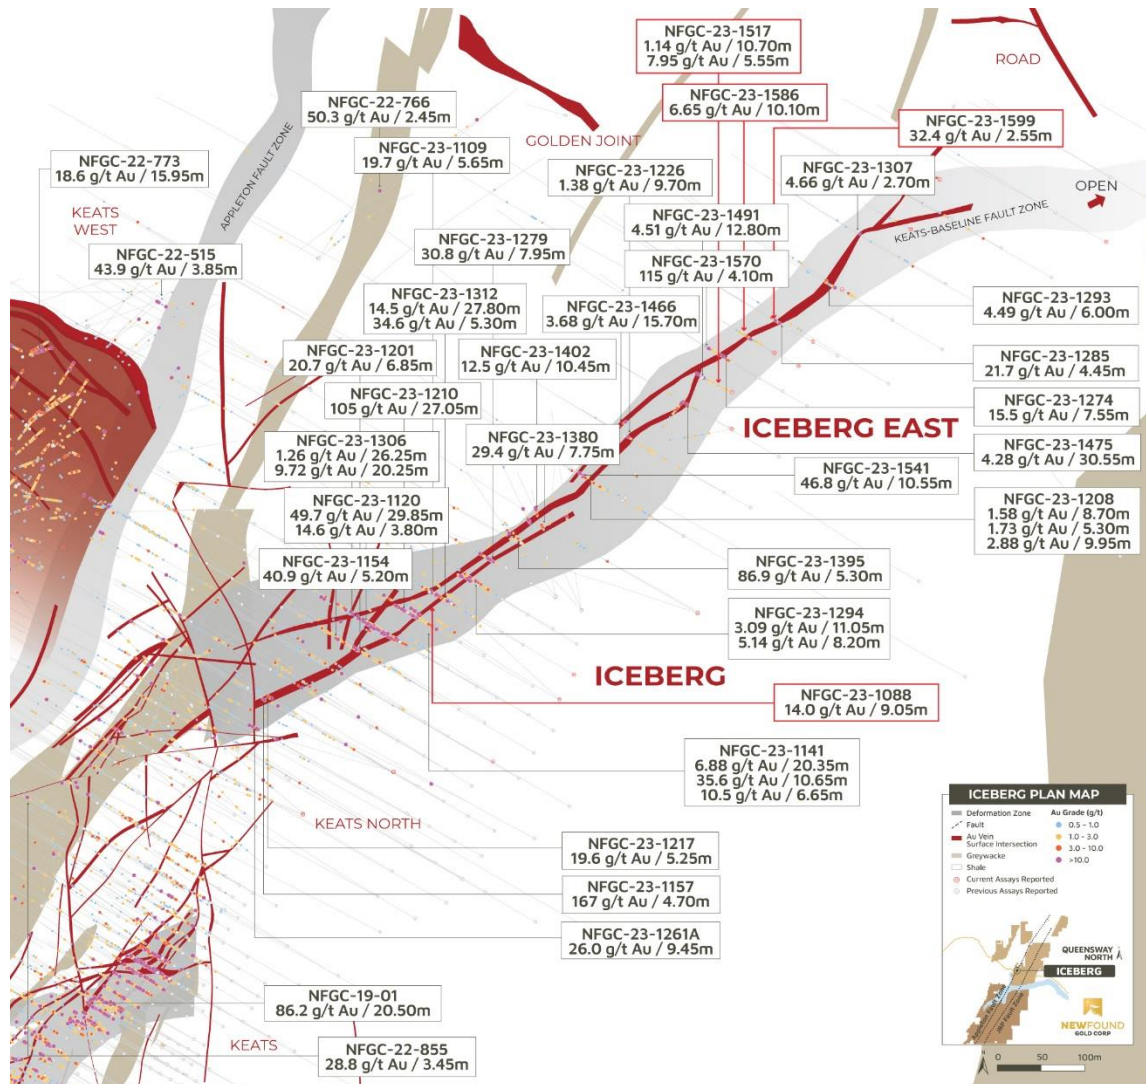 NFGC-23-1517
1.14 g/t Au / 10.70m
7.95 g/t Au / 5.55m
ROAD
NFGC-23-1586
6.65 g/t Au / 10.10m
NFGC-22-766
50.3 g/t Au / 2.45m
NFGC-23-1599
32.4 g/t Au / 2.55m
NFGC-23-1109
19.7 g/t Au / 5.65m
GOLDEN JOINT
NFGC-22-773
18.6 g/t Au / 15.95m
APPLETON FAULT ZONE
NFGC-23-1226
1.38 g/t Au / 9.70m
NFGC-23-1307
4.66 g/t Au / 2.70m
OPEN
KEATS
WEST
KEATS-BASELINE FAULT ZONE
NFGC-23-1491
4.51 g/t Au / 12.80m
NFGC-22-515
43.9 g/t Au / 3.85m
NFGC-23-1279
30.8 g/t Au / 7.95m
NFGC-23-1570
115 g/t Au / 4.10m
NFGC-23-1312
14.5 g/t Au / 27.80m
34.6 g/t Au / 5.30m
NFGC-23-1466
3.68 g/t Au / 15.70m
NFGC-23-1293
4.49 g/t Au / 6.00m
NFGC-23-1201
20.7 g/t Au / 6.85m
NFGC-23-1402
12.5 g/t Au / 10.45m
NFGC-23-1285
21.7 g/t Au / 4.45m
NFGC-23-1210
105 g/t Au / 27.05m
NFGC-23-1274
15.5 g/t Au / 7.55m
ICEBERG EAST
NFGC-23-1306
1.26 g/t Au / 26.25m
9.72 g/t Au / 20.25m
NFGC-23-1380
29.4 g/t Au / 7.75m
NFGC-23-1475
4.28 g/t Au / 30.55m
NFGC-23-1541
46.8 g/t Au / 10.55m
NFGC-23-1120
49.7 g/t Au / 29.85m
14.6 g/t Au / 3.80m
NFGC-23-1208
1.58 g/t Au / 8.70m
1.73 g/t Au / 5.30m
2.88 g/t Au / 9.95m
NFGC-23-1154
40.9 g/t Au / 5.20m
NFGC-23-1395
86.9 g/t Au / 5.30m
NFGC-23-1294
3.09 g/t Au / 11.05m
5.14 g/t Au / 8.20m
ICEBERG
NFGC-23-1088
14.0 g/t Au / 9.05m
NFGC-23-1141
6.88 g/t Au / 20.35m
35.6 g/t Au / 10.65m
10.5 g/t Au / 6.65m
KEATS NORTH
NFGC-23-1217
19.6 g/t Au / 5.25m
NFGC-23-1157
167 g/t Au / 4.70m
NFGC-23-1261A
26.0 g/t Au / 9.45m
NFGC-19-01
86.2 g/t Au / 20.50m
KEATS
NFGC-22-855
28.8 g/t Au / 3.45m
ICEBERG PLAN MAP
Deformation Zone
Fault
Au Vein
Surface Intersection
Greywacke
Shale
Current Assays Reported
Previous Assays Reported
Au Grade (g/t)
0.5 - 1.0
1.0 - 3.0
3.0 - 10.0
>10.0
QUEENSWAY
NORTH
ICEBERG
Appleton Fault Zone
JBP Fault Zone
NEWFOUND
GOLD CORP
N
0 50 100m